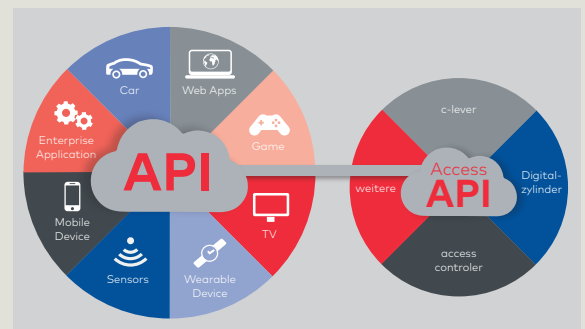 Car
Web Apps
Enterprise
Application
Game
API
Mobile
Device
TV
Sensors
Wearable
Device
c-lever
weitere
Access
API
Digital-
zylinder
access
controler